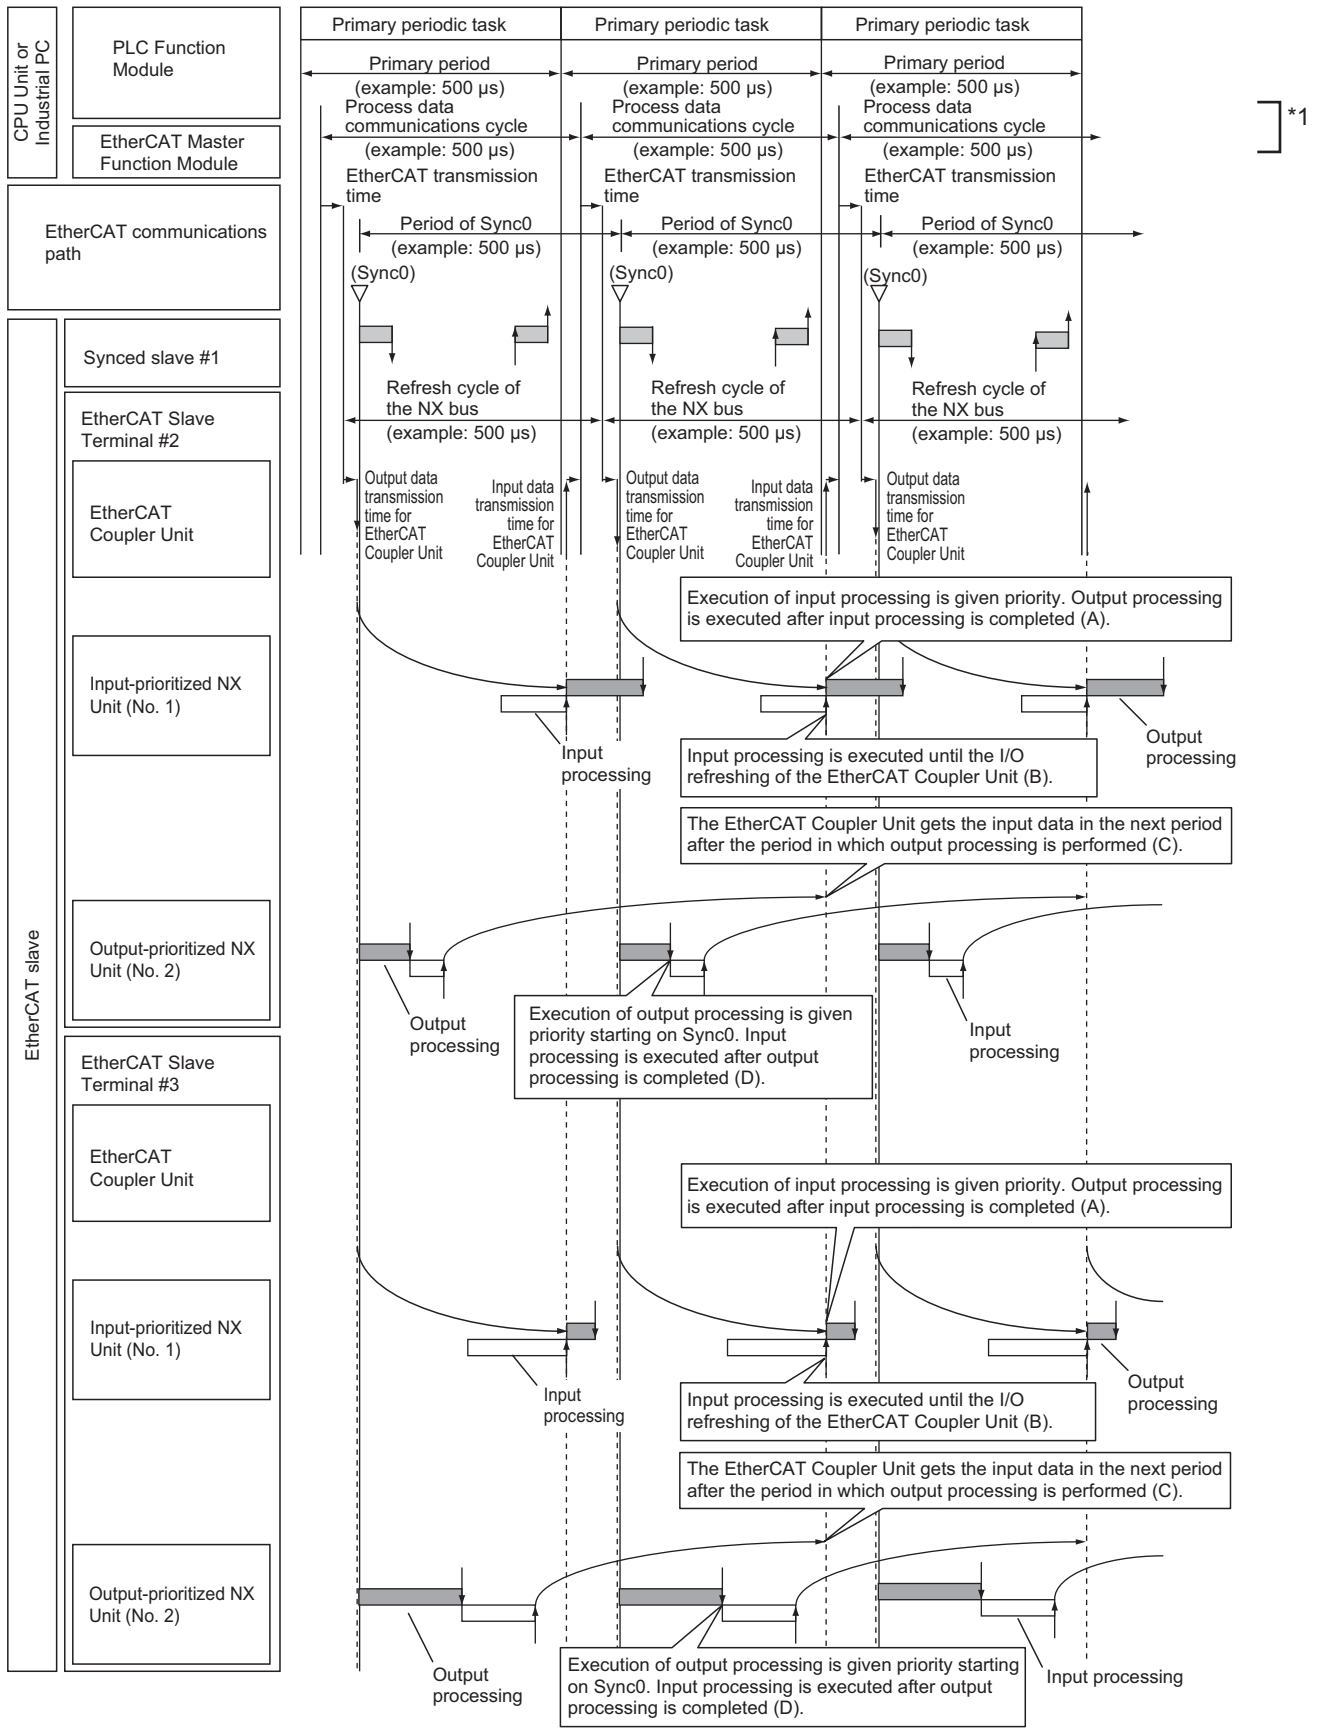 CPU Unit or
Industrial PC
PLC Function
Module
EtherCAT Master
Function Module
Primary periodic task
Primary periodic task
Primary periodic task
Primary period
(example: 500 µs)
Primary period
(example: 500 µs)
Primary period
(example: 500 µs)
Process data
communications cycle
(example: 500 µs)
Process data
communications cycle
(example: 500 µs)
Process data
communications cycle
(example: 500 µs)
*1
EtherCAT communications
path
EtherCAT transmission
time
EtherCAT transmission
time
EtherCAT transmission
time
Period of Sync0
(example: 500 µs)
Period of Sync0
(example: 500 µs)
Period of Sync0
(example: 500 µs)
(Sync0)
(Sync0)
(Sync0)
EtherCAT slave
Synced slave #1
EtherCAT Slave
Terminal #2
Refresh cycle of
the NX bus
(example: 500 µs)
Refresh cycle of
the NX bus
(example: 500 µs)
Refresh cycle of
the NX bus
(example: 500 µs)
EtherCAT
Coupler Unit
Output data
transmission
time for
EtherCAT
Coupler Unit
Input data
transmission
time for
EtherCAT
Coupler Unit
Output data
transmission
time for
EtherCAT
Coupler Unit
Input data
transmission
time for
EtherCAT
Coupler Unit
Output data
transmission
time for
EtherCAT
Coupler Unit
Execution of input processing is given priority. Output processing
is executed after input processing is completed (A).
Input-prioritized NX
Unit (No. 1)
Input
processing
Input processing is executed until the I/O
refreshing of the EtherCAT Coupler Unit (B).
Output
processing
The EtherCAT Coupler Unit gets the input data in the next period
after the period in which output processing is performed (C).
Output-prioritized NX
Unit (No. 2)
Output
processing
Execution of output processing is given
priority starting on Sync0. Input
processing is executed after output
processing is completed (D).
Input
processing
EtherCAT Slave
Terminal #3
EtherCAT
Coupler Unit
Execution of input processing is given priority. Output processing
is executed after input processing is completed (A).
Input-prioritized NX
Unit (No. 1)
Input
processing
Input processing is executed until the I/O
refreshing of the EtherCAT Coupler Unit (B).
Output
processing
The EtherCAT Coupler Unit gets the input data in the next period
after the period in which output processing is performed (C).
Output-prioritized NX
Unit (No. 2)
Output
processing
Execution of output processing is given priority starting
on Sync0. Input processing is executed after output
processing is completed (D).
Input processing